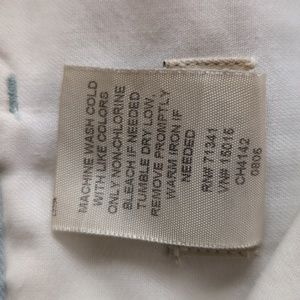 MACHINE WASH COLD
WITH LIKE COLORS
ONLY NON-CHLORINE
BLEACH IF NEEDED
TUMBLE DRY LOW.
REMOVE PROMPTLY
WARM IRON IF
NEEDED
RN# 71341
VN# 15016
CH4142
0806